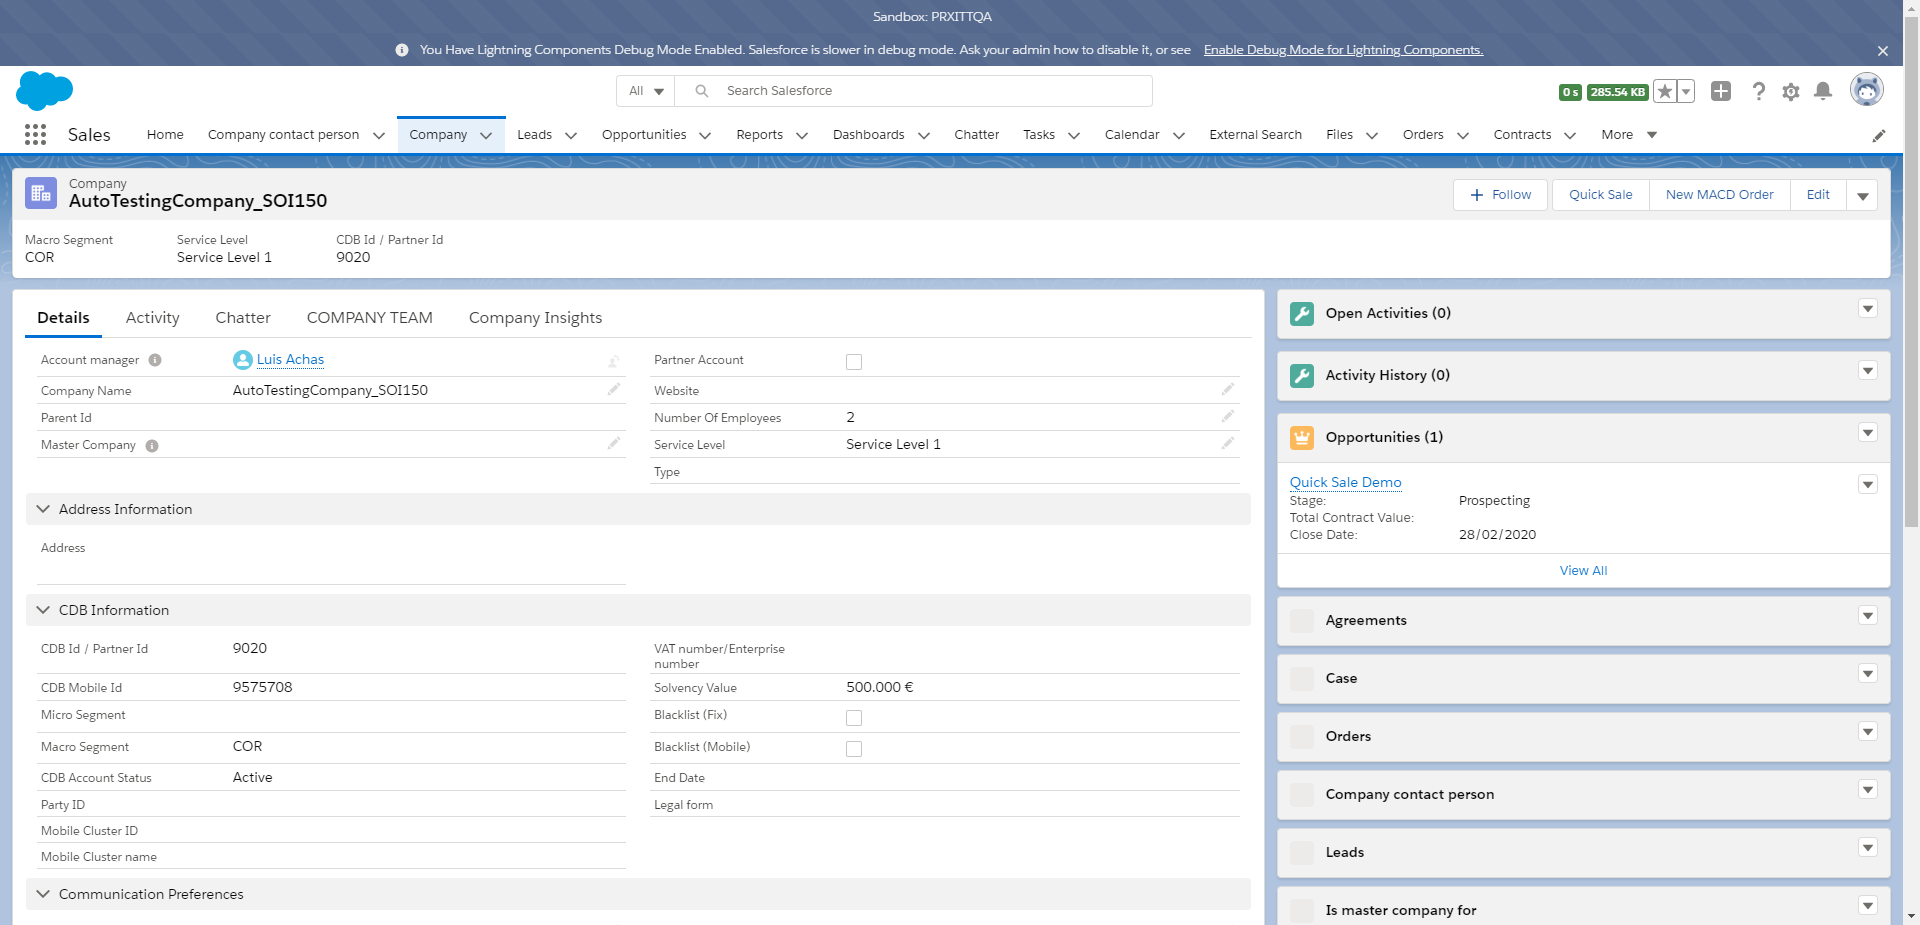 Sandbox: PRXITTQA
You Have Lightning Components Debug Mode Enabled. Salesforce is slower in debug mode. Ask your admin how to disable it, or see Enable Debug Mode for Lightning Components.
All Search Salesforce 0 s 285.54 KB
Sales Home Company contact person Company Leads Opportunities Reports Dashboards Chatter Tasks Calendar External Search Files Orders Contracts More
Company
AutoTestingCompany_SOI150
Follow Quick Sale New MACD Order Edit
Macro Segment Service Level CDB Id / Partner Id
COR Service Level 1 9020
Details Activity Chatter COMPANY TEAM Company Insights
Account manager Luis Achas Partner Account
Company Name AutoTestingCompany_SOI150 Website
Parent Id Number Of Employees 2
Master Company Service Level Service Level 1
Type
Address Information
Address
CDB Information
CDB Id / Partner Id 9020 VAT number/Enterprise
number
CDB Mobile Id 9575708 Solvency Value 500.000 €
Micro Segment Blacklist (Fix)
Macro Segment COR Blacklist (Mobile)
CDB Account Status Active End Date
Party ID Legal form
Mobile Cluster ID
Mobile Cluster name
Communication Preferences
Open Activities (0)
Activity History (0)
Opportunities (1)
Quick Sale Demo
Stage: Prospecting
Total Contract Value:
Close Date: 28/02/2020
View All
Agreements
Case
Orders
Company contact person
Leads
Is master company for